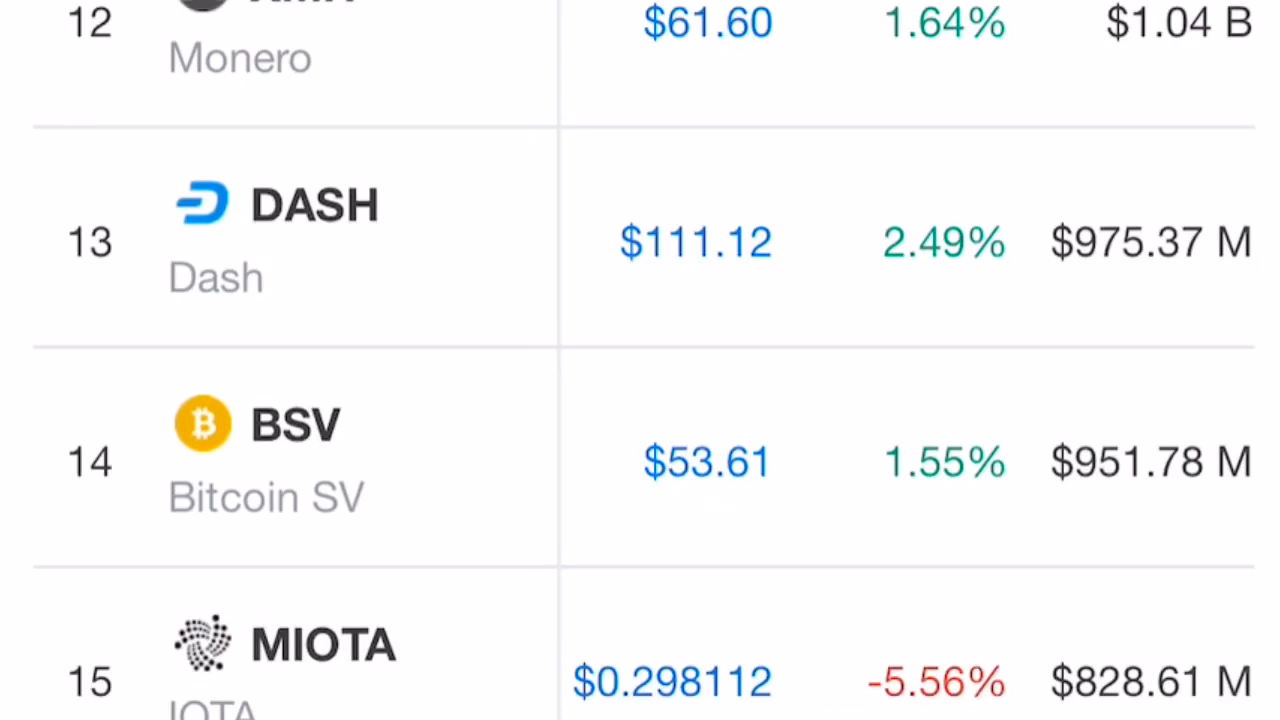 12 $61.60 1.64% $1.04 B
Monero
DASH
13 $111.12 2.49% $975.37 M
Dash
BSV
14 $53.61 1.55% $951.78 M
Bitcoin SV
MIOTA
15 $0.298112 -5.56% $828.61 M
IOTA